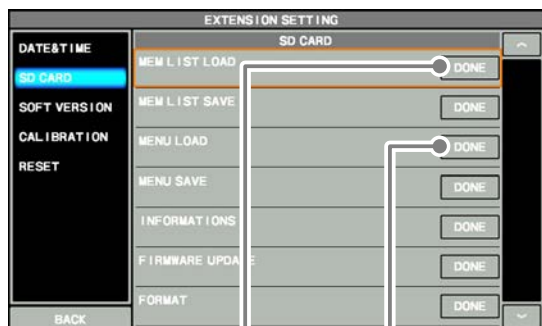 EXTENSION SETTING
DATE&TIME
SD CARD
SOFT VERSION
CALIBRATION
RESET
BACK
SD CARD
MEM LIST LOAD DONE
MEM LIST SAVE DONE
MENU LOAD DONE
MENU SAVE DONE
INFORMATIONS DONE
FIRMWARE UPDATE DONE
FORMAT DONE